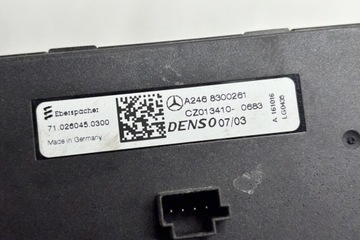 Eberspächer
71.026045.0300
Made in Germany
A246 8300261
CZ013410- 0683
DENSO 07/03
A 161016
LG0435